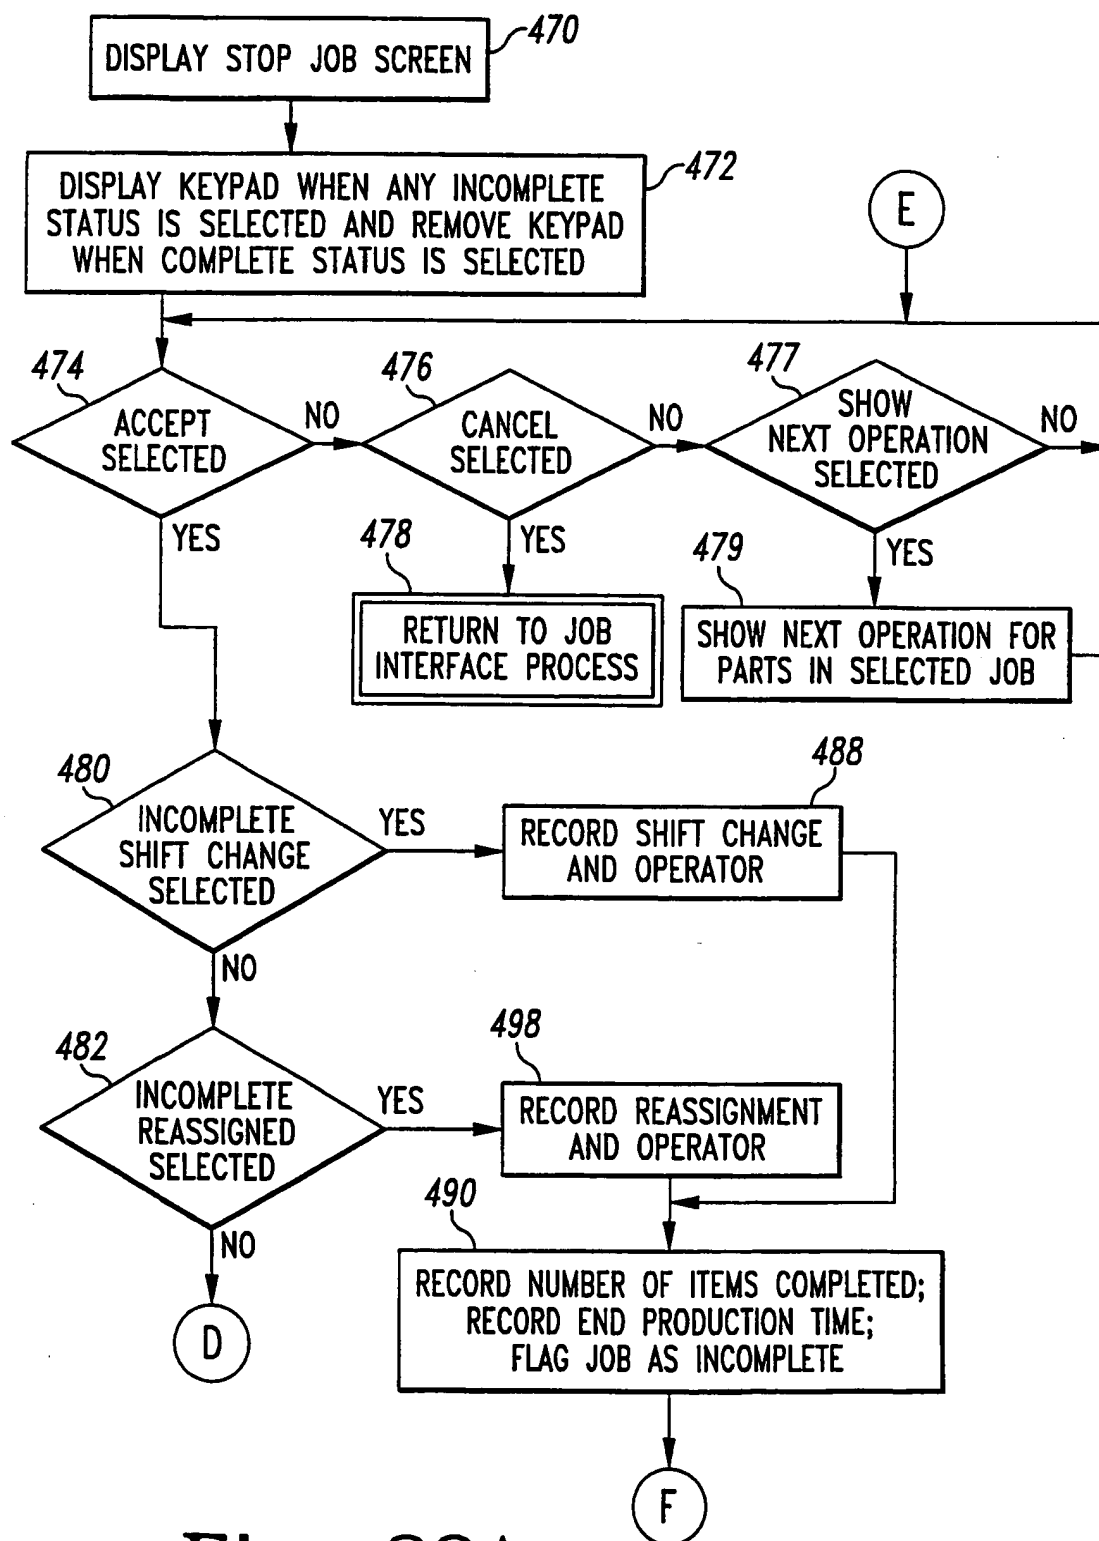 470
DISPLAY STOP JOB SCREEN
472
DISPLAY KEYPAD WHEN ANY INCOMPLETE
STATUS IS SELECTED AND REMOVE KEYPAD
WHEN COMPLETE STATUS IS SELECTED
E
474
ACCEPT
SELECTED
NO
YES
476
CANCEL
SELECTED
NO
YES
477
SHOW
NEXT OPERATION
SELECTED
NO
YES
478
RETURN TO JOB
INTERFACE PROCESS
479
SHOW NEXT OPERATION FOR
PARTS IN SELECTED JOB
480
INCOMPLETE
SHIFT CHANGE
SELECTED
YES
NO
488
RECORD SHIFT CHANGE
AND OPERATOR
482
INCOMPLETE
REASSIGNED
SELECTED
YES
NO
498
RECORD REASSIGNMENT
AND OPERATOR
490
RECORD NUMBER OF ITEMS COMPLETED;
RECORD END PRODUCTION TIME;
FLAG JOB AS INCOMPLETE
D
F